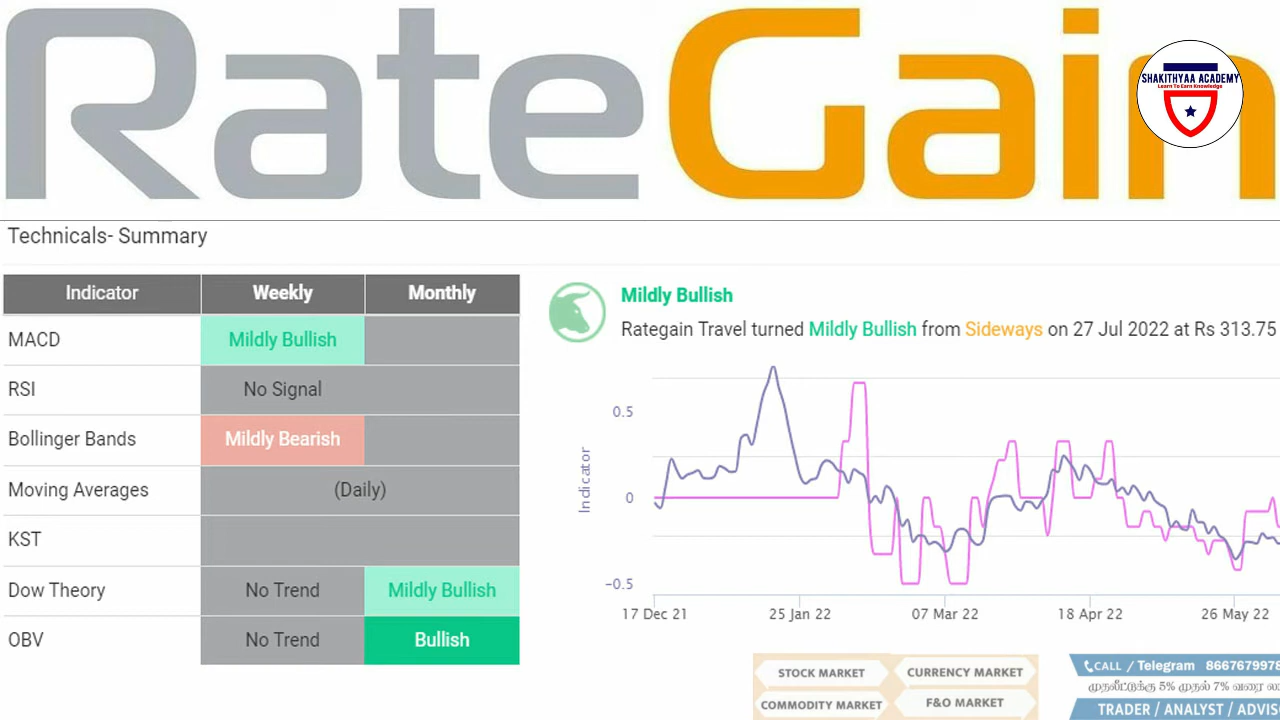 RateGain
SHAKITHYAA ACADEMY
Learn To Earn Knowledge
Technicals- Summary
Indicator Weekly Monthly
MACD Mildly Bullish
RSI No Signal
Bollinger Bands Mildly Bearish
Moving Averages (Daily)
KST
Dow Theory No Trend Mildly Bullish
OBV No Trend Bullish
Mildly Bullish
Rategain Travel turned Mildly Bullish from Sideways on 27 Jul 2022 at Rs 313.75
Indicator
0.5
0
-0.5
17 Dec 21 25 Jan 22 07 Mar 22 18 Apr 22 26 May 22
STOCK MARKET CURRENCY MARKET
COMMODITY MARKET F&O MARKET
CALL / Telegram 8667679978
முதலீட்டுக்கு 5% முதல் 7% வரை
TRADER / ANALYST / ADVIS